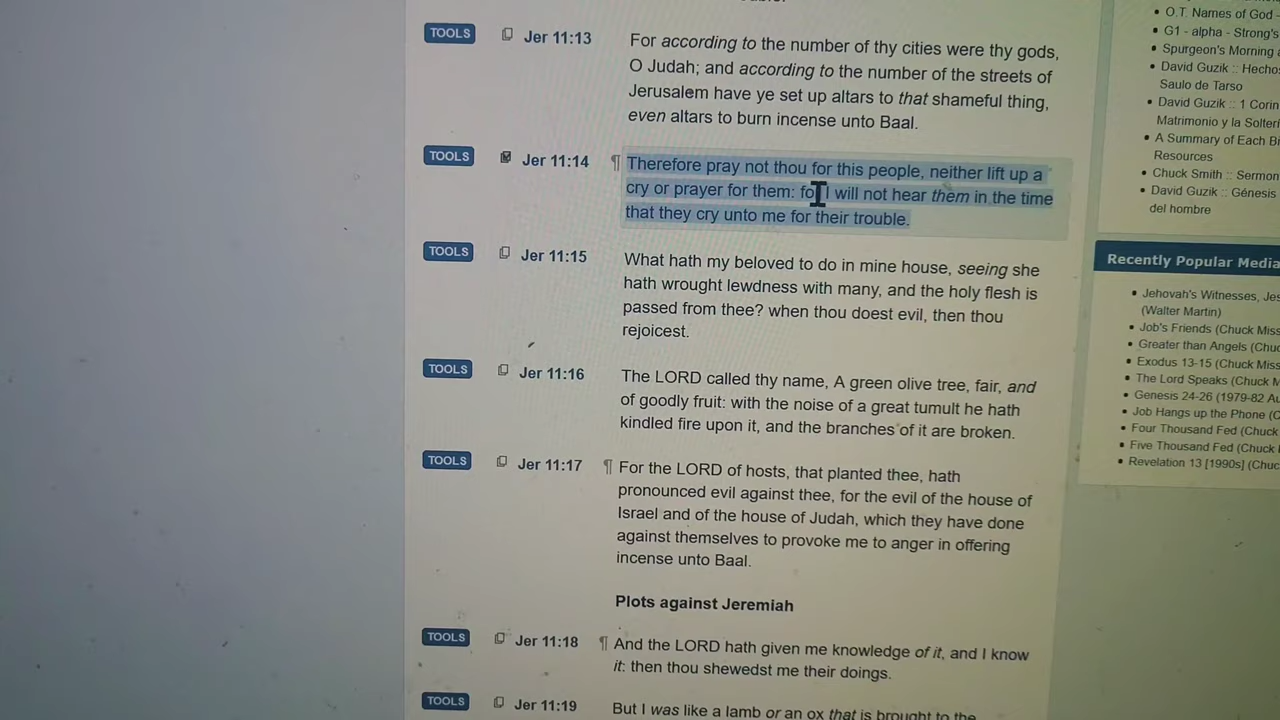 TOOLS Jer 11:13 For according to the number of thy cities were thy gods,
O Judah; and according to the number of the streets of
Jerusalem have ye set up altars to that shameful thing,
even altars to burn incense unto Baal.
TOOLS Jer 11:14 ¶ Therefore pray not thou for this people, neither lift up a
cry or prayer for them: for I will not hear them in the time
that they cry unto me for their trouble.
TOOLS Jer 11:15 What hath my beloved to do in mine house, seeing she
hath wrought lewdness with many, and the holy flesh is
passed from thee? when thou doest evil, then thou
rejoicest.
TOOLS Jer 11:16 The LORD called thy name, A green olive tree, fair, and
of goodly fruit: with the noise of a great tumult he hath
kindled fire upon it, and the branches of it are broken.
TOOLS Jer 11:17 ¶ For the LORD of hosts, that planted thee, hath
pronounced evil against thee, for the evil of the house of
Israel and of the house of Judah, which they have done
against themselves to provoke me to anger in offering
incense unto Baal.
Plots against Jeremiah
TOOLS Jer 11:18 ¶ And the LORD hath given me knowledge of it, and I know
it: then thou shewedst me their doings.
TOOLS Jer 11:19 But I was like a lamb or an ox that is brought to the
• O.T. Names of God -
• G1 - alpha - Strong's
• Spurgeon's Morning
• David Guzik :: Hecho
Saulo de Tarso
• David Guzik :: 1 Corin
Matrimonio y la Solterí
• A Summary of Each Bi
Resources
• Chuck Smith :: Sermon
• David Guzik :: Génesis
del hombre
Recently Popular Media
• Jehovah's Witnesses, Jes
(Walter Martin)
• Job's Friends (Chuck Miss
• Greater than Angels (Chuc
• Exodus 13-15 (Chuck Miss
• The Lord Speaks (Chuck M
• Genesis 24-26 (1979-82 Au
• Job Hangs up the Phone (C
• Four Thousand Fed (Chuck
• Five Thousand Fed (Chuck
• Revelation 13 [1990s] (Chuc